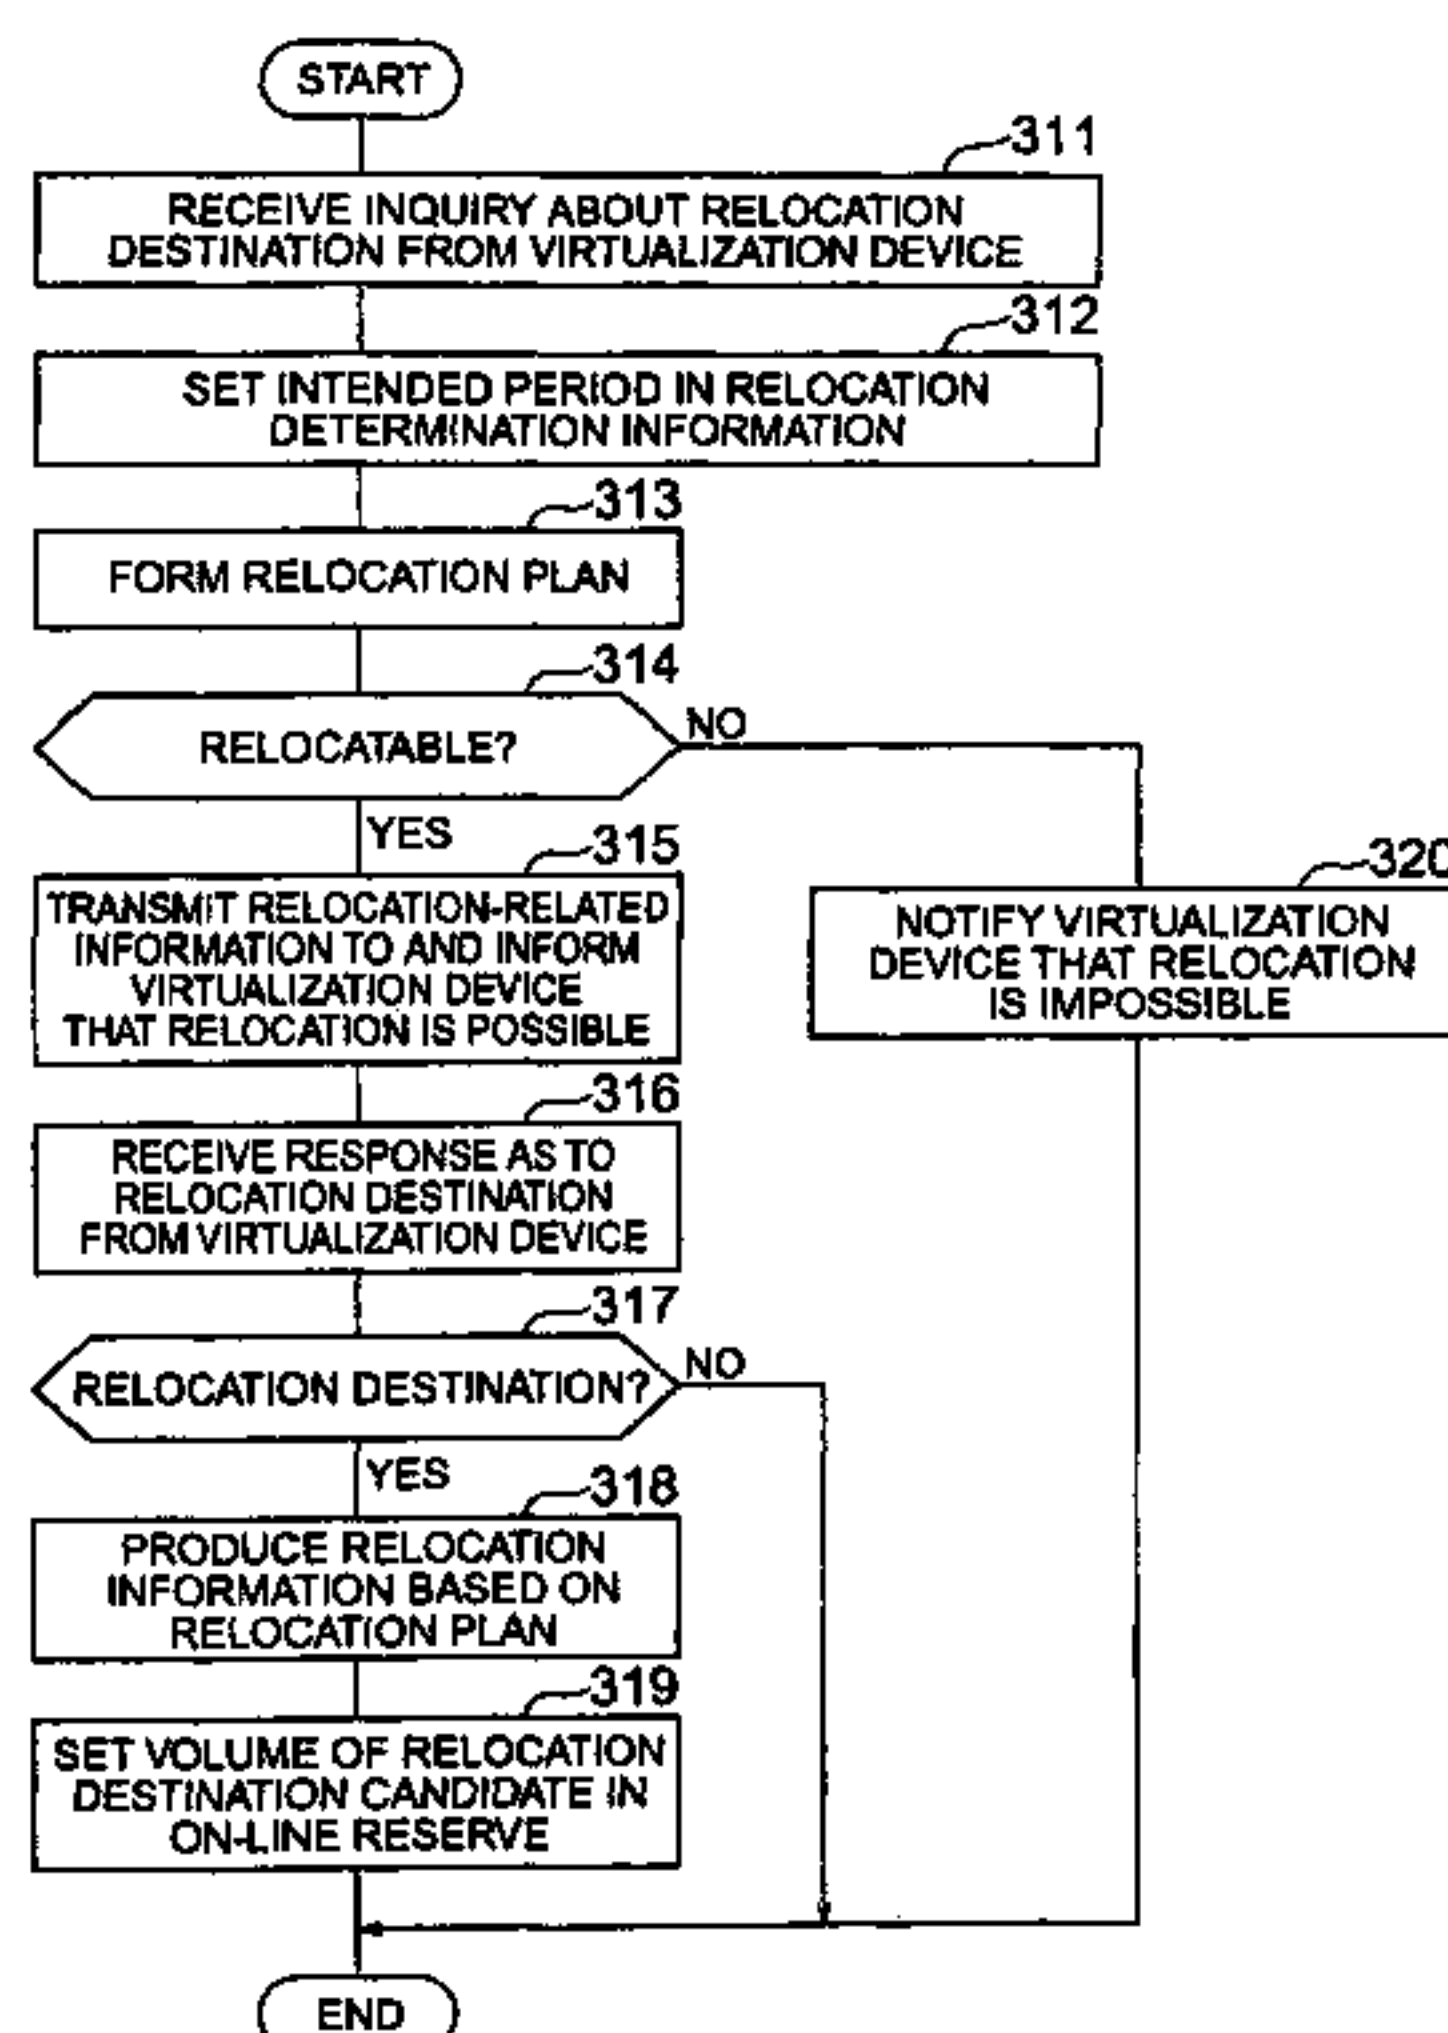 START
311
RECEIVE INQUIRY ABOUT RELOCATION
DESTINATION FROM VIRTUALIZATION DEVICE
312
SET INTENDED PERIOD IN RELOCATION
DETERMINATION INFORMATION
313
FORM RELOCATION PLAN
314
RELOCATABLE?
NO
YES
315
TRANSMIT RELOCATION-RELATED
INFORMATION TO AND INFORM
VIRTUALIZATION DEVICE
THAT RELOCATION IS POSSIBLE
320
NOTIFY VIRTUALIZATION
DEVICE THAT RELOCATION
IS IMPOSSIBLE
316
RECEIVE RESPONSE AS TO
RELOCATION DESTINATION
FROM VIRTUALIZATION DEVICE
317
RELOCATION DESTINATION?
NO
YES
318
PRODUCE RELOCATION
INFORMATION BASED ON
RELOCATION PLAN
319
SET VOLUME OF RELOCATION
DESTINATION CANDIDATE IN
ON-LINE RESERVE
END